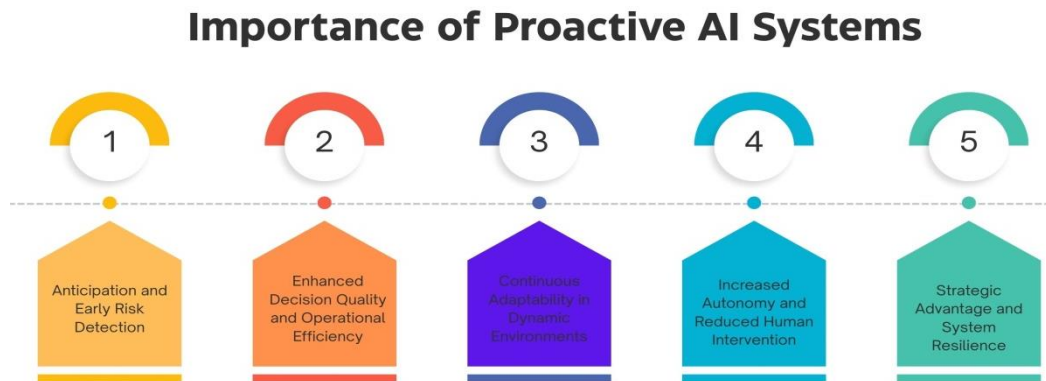 Importance of Proactive AI Systems
1
2
3
4
5
Anticipation and
Early Risk
Detection
Enhanced
Decision Quality
and Operational
Efficiency
Continuous
Adaptability in
Dynamic
Environments
Increased
Autonomy and
Reduced Human
Intervention
Strategic
Advantage and
System
Resilience